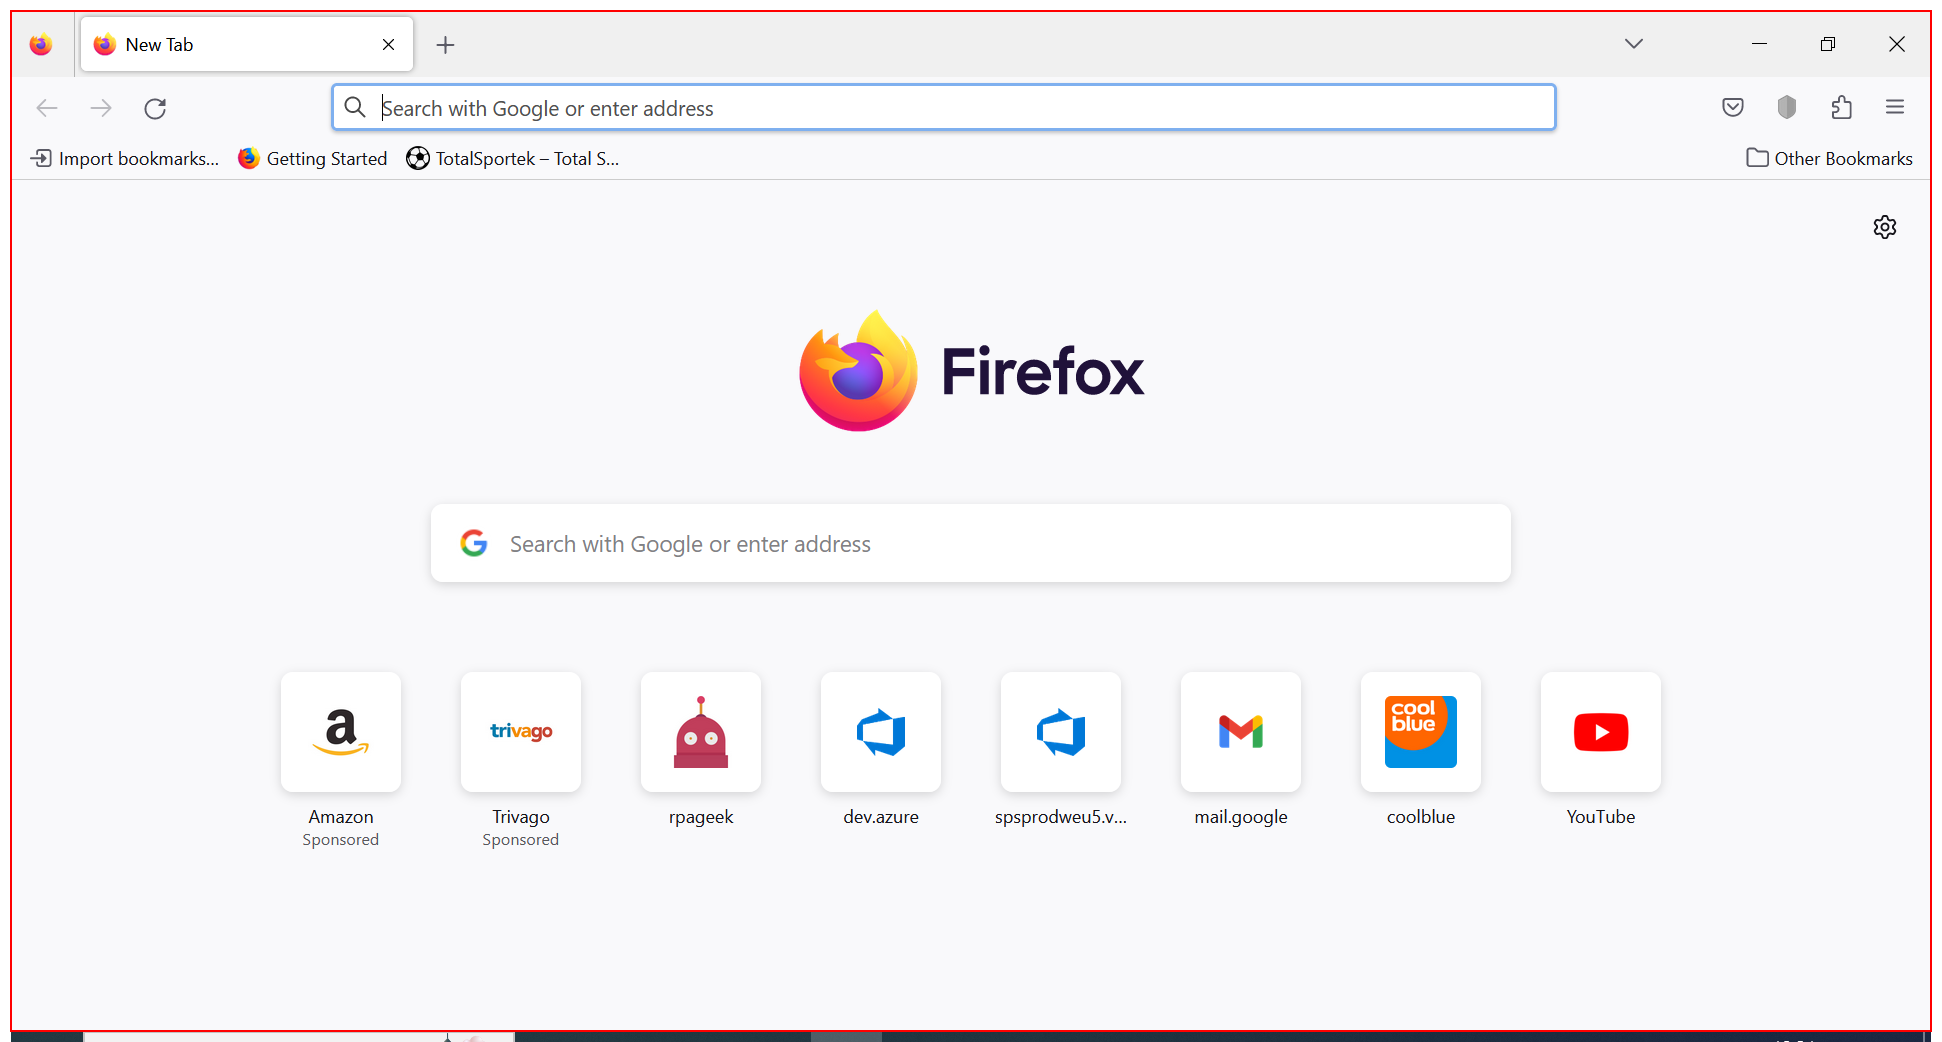 New Tab
Search with Google or enter address
Import bookmarks... Getting Started TotalSportek – Total S... Other Bookmarks
Firefox
Search with Google or enter address
a trivago cool blue
Amazon Trivago rpageek dev.azure spsprodweu5.v... mail.google coolblue YouTube
Sponsored Sponsored